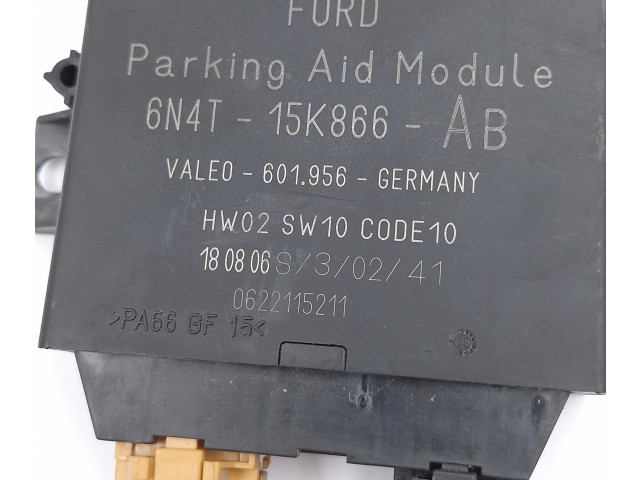 FORD
Parking Aid Module
6N4T - 15K866 - AB
VALEO - 601.956 - GERMANY
HW02 SW10 CODE10
18 08 06 S/3/02/41
0622115211
>PA66 GF 15<